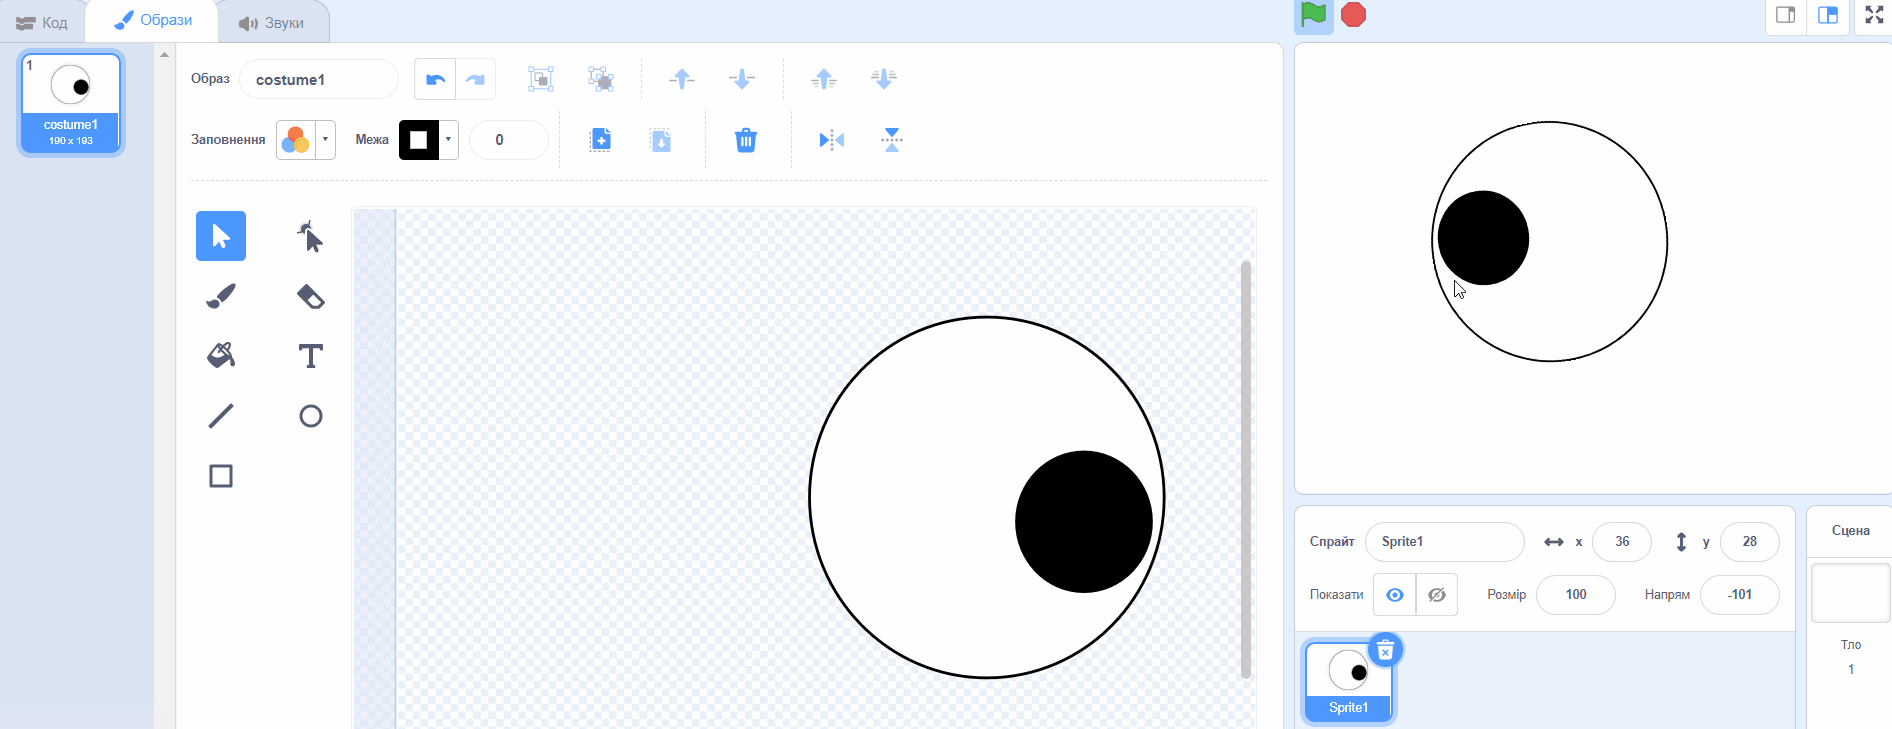 Код
Образи
Звуки
1
costume1
190 x 193
Образ
costume1
Заповнення
Межа
0
T
Спрайт
Sprite1
x
36
y
28
Показати
Розмір
100
Напрям
-101
Sprite1
Сцена
Тло
1